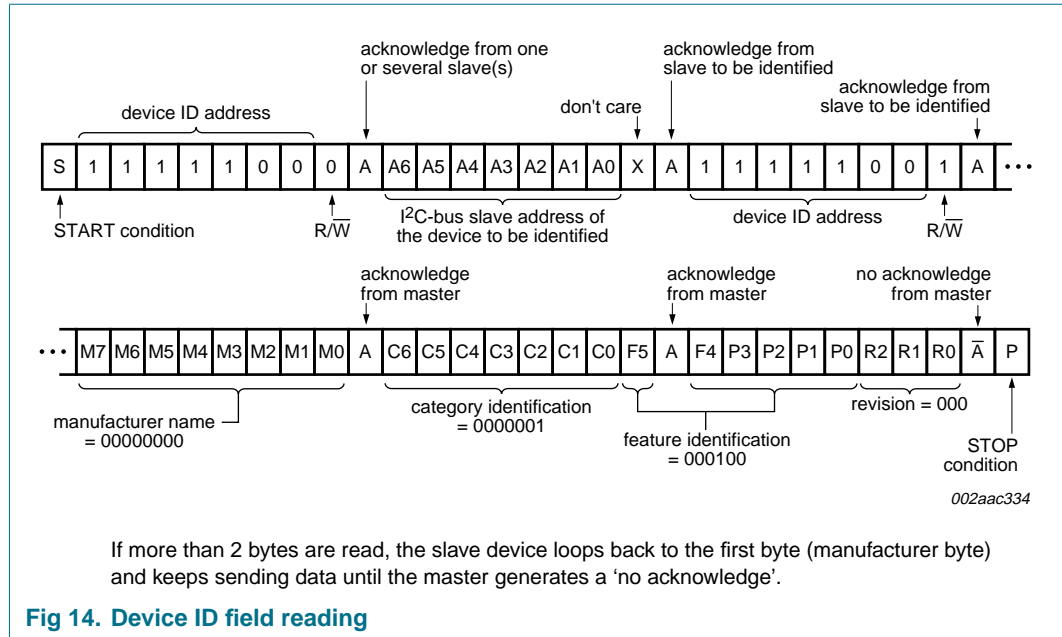 acknowledge from one
or several slave(s)
acknowledge from
slave to be identified
device ID address
don't care
acknowledge from
slave to be identified
S 1 1 1 1 1 0 0 0 A A6 A5 A4 A3 A2 A1 A0 X A 1 1 1 1 1 0 0 1 A •••
START condition
R/W̅
I²C-bus slave address of
the device to be identified
device ID address
R/W̅
acknowledge
from master
acknowledge
from master
no acknowledge
from master
••• M7 M6 M5 M4 M3 M2 M1 M0 A C6 C5 C4 C3 C2 C1 C0 F5 A F4 P3 P2 P1 P0 R2 R1 R0 A̅ P
manufacturer name
= 00000000
category identification
= 0000001
feature identification
= 000100
revision = 000
STOP
condition
002aac334
If more than 2 bytes are read, the slave device loops back to the first byte (manufacturer byte)
and keeps sending data until the master generates a ‘no acknowledge’.
Fig 14. Device ID field reading